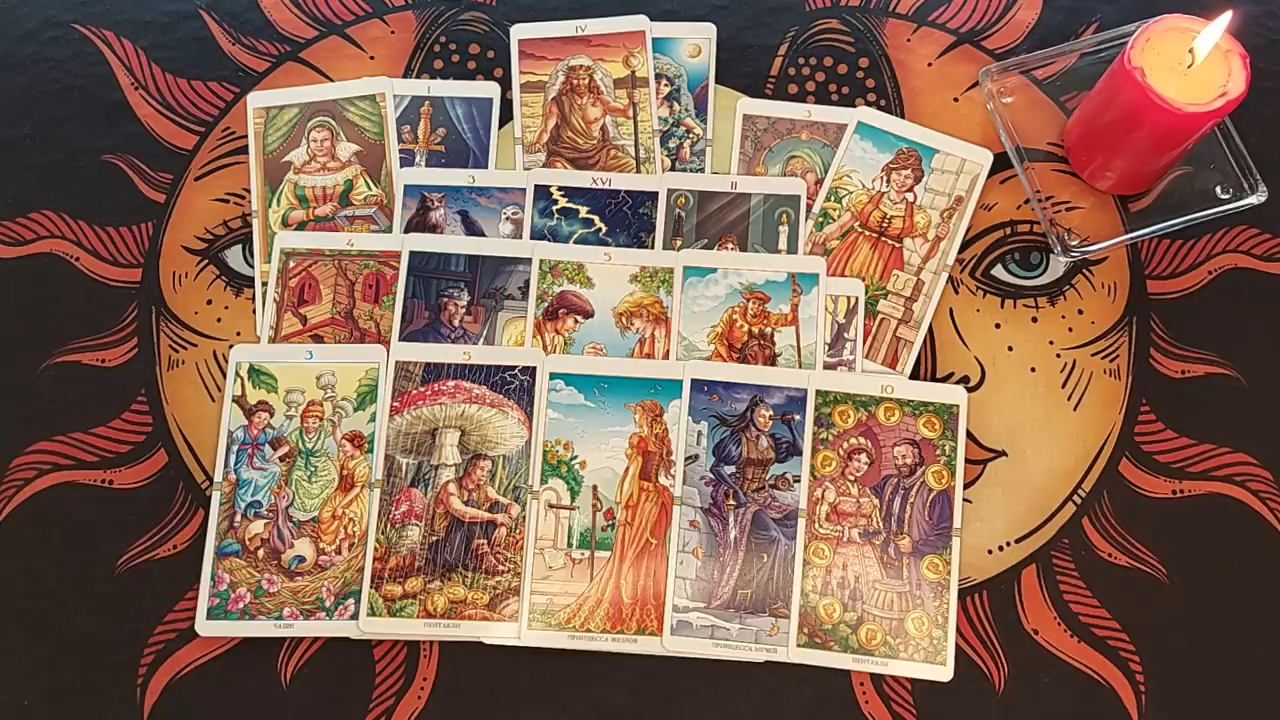 IV
I
3
3
XVI
II
4
5
3
ЧАШИ
5
ПЕНТАКЛИ
ПРИНЦЕССА ЖЕЗЛОВ
ПРИНЦЕССА МЕЧЕЙ
10
ПЕНТАКЛИ